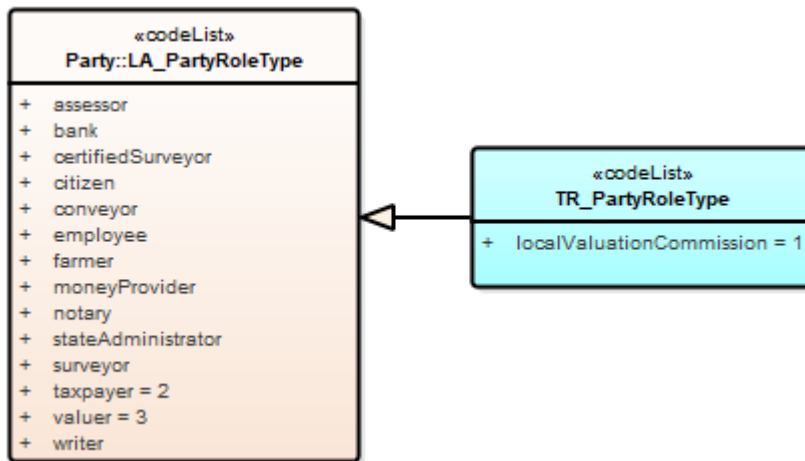 «codeList»
Party::LA_PartyRoleType
+ assessor
+ bank
+ certifiedSurveyor
+ citizen
+ conveyor
+ employee
+ farmer
+ moneyProvider
+ notary
+ stateAdministrator
+ surveyor
+ taxpayer = 2
+ valuer = 3
+ writer
«codeList»
TR_PartyRoleType
+ localValuationCommission = 1